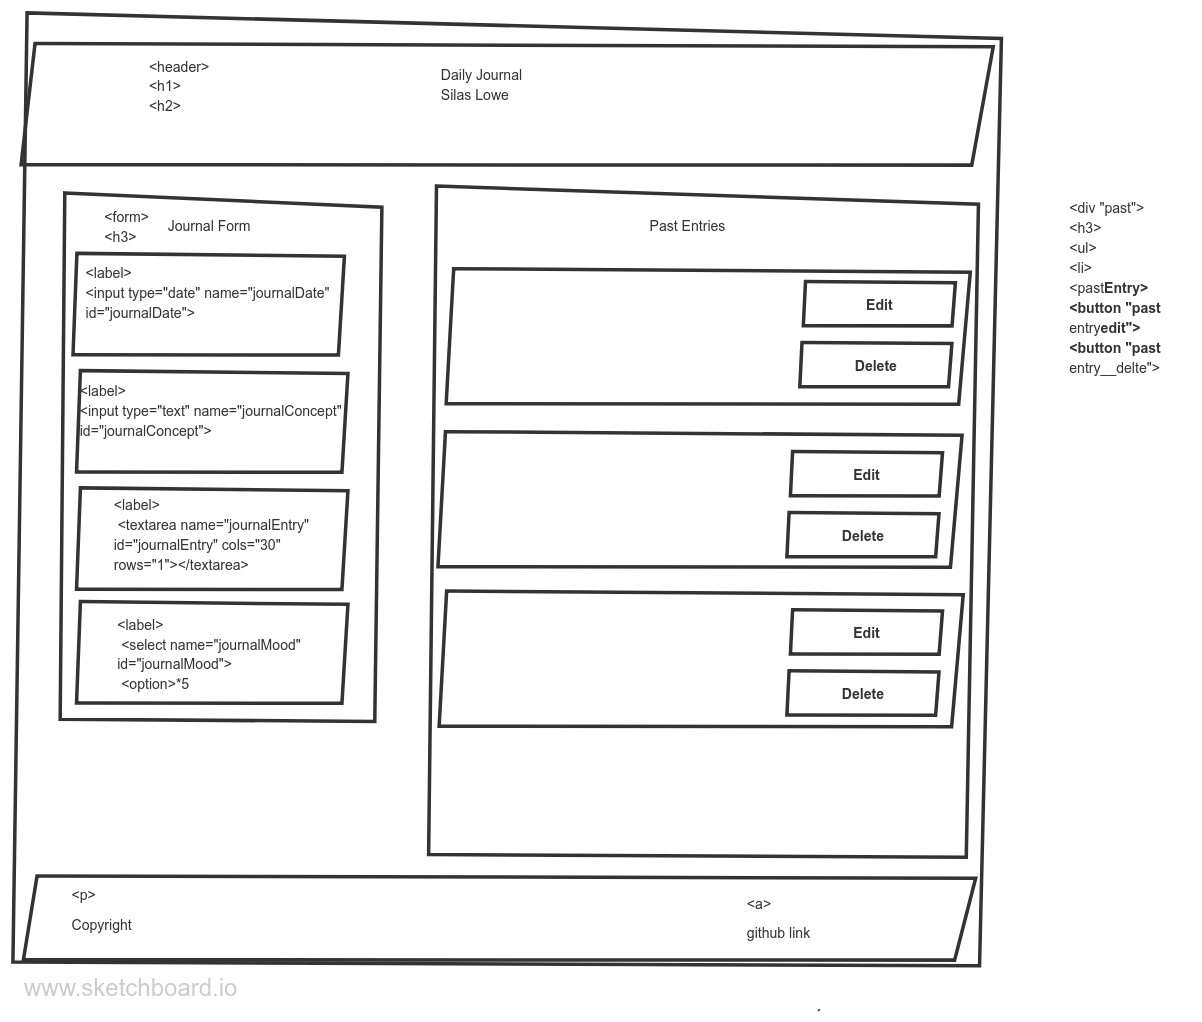 <header>
<h1>
<h2>
Daily Journal
Silas Lowe
<form>
<h3>
Journal Form
<label>
<input type="date" name="journalDate"
id="journalDate">
<label>
<input type="text" name="journalConcept"
id="journalConcept">
<label>
<textarea name="journalEntry"
id="journalEntry" cols="30"
rows="1"></textarea>
<label>
<select name="journalMood"
id="journalMood">
<option>*5
Past Entries
Edit
Delete
Edit
Delete
Edit
Delete
<div "past">
<h3>
<ul>
<li>
<pastEntry>
<button "past
entryedit">
<button "past
entry__delte">
<p>
Copyright
<a>
github link
www.sketchboard.io